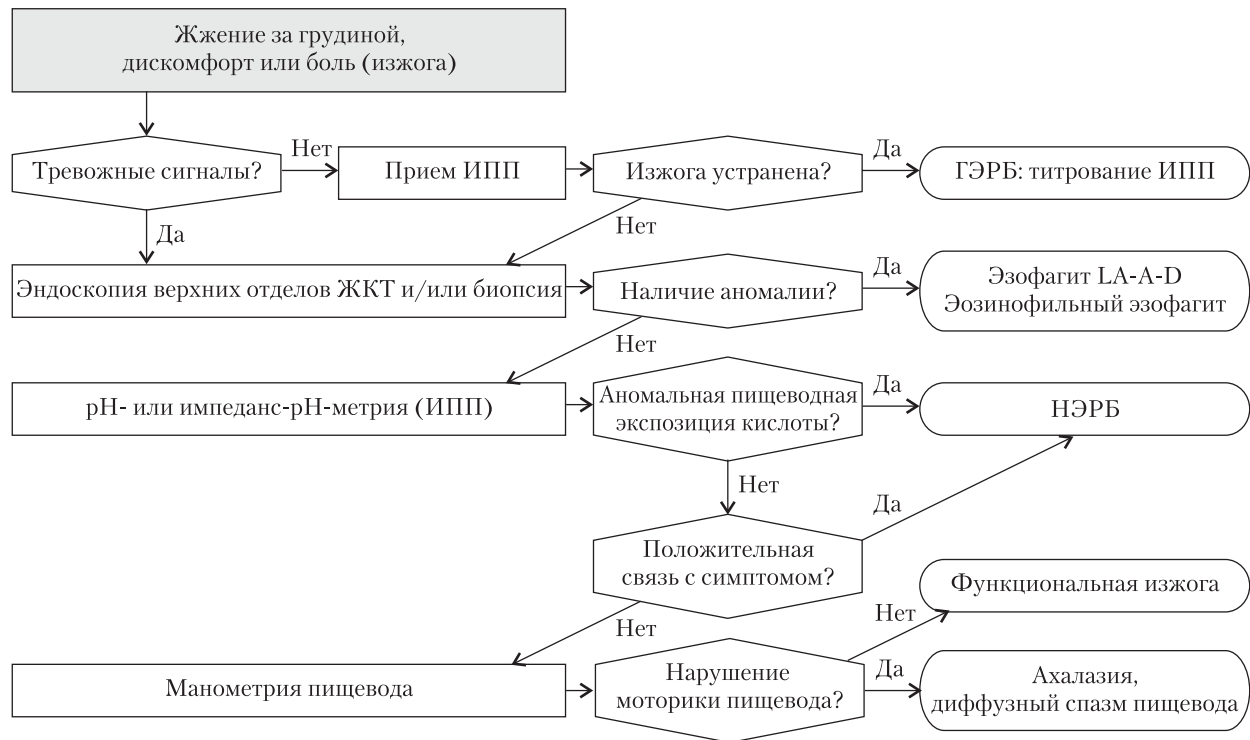 Жжение за грудиной,
дискомфорт или боль (изжога)
Тревожные сигналы?
Нет
Прием ИПП
Изжога устранена?
Да
ГЭРБ: титрование ИПП
Да
Нет
Эндоскопия верхних отделов ЖКТ и/или биопсия
Наличие аномалии?
Да
Эзофагит LA-A-D
Эозинофильный эзофагит
Нет
рН- или импеданс-рН-метрия (ИПП)
Аномальная пищеводная
экспозиция кислоты?
Да
НЭРБ
Нет
Да
Положительная
связь с симптомом?
Функциональная изжога
Нет
Нет
Манометрия пищевода
Нарушение
моторики пищевода?
Да
Ахалазия,
диффузный спазм пищевода